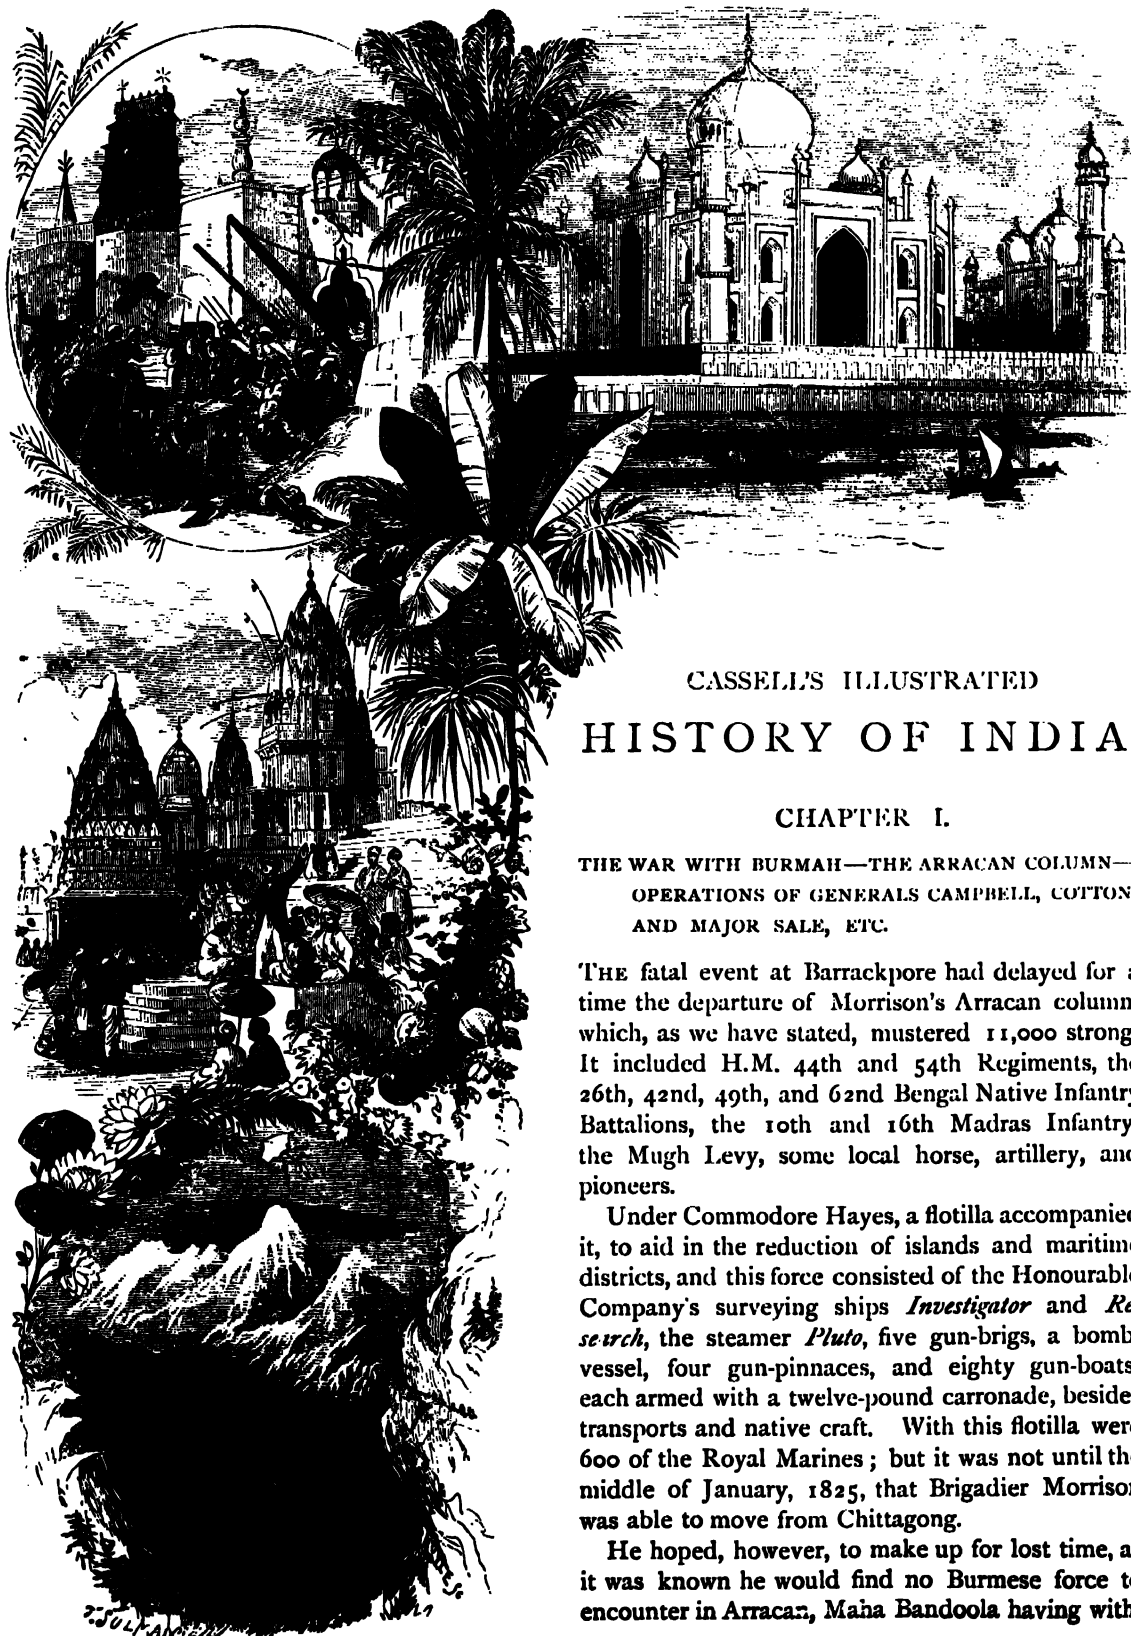 CASSELL'S ILLUSTRATED
HISTORY OF INDIA
CHAPTER I.
THE WAR WITH BURMAH—THE ARRACAN COLUMN—
OPERATIONS OF GENERALS CAMPBELL, COTTON
AND MAJOR SALE, ETC.
THE fatal event at Barrackpore had delayed for a
time the departure of Morrison's Arracan column
which, as we have stated, mustered 11,000 strong
It included H.M. 44th and 54th Regiments, the
26th, 42nd, 49th, and 62nd Bengal Native Infantry
Battalions, the 10th and 16th Madras Infantry
the Mugh Levy, some local horse, artillery, and
pioneers.
Under Commodore Hayes, a flotilla accompanied
it, to aid in the reduction of islands and maritime
districts, and this force consisted of the Honourable
Company's surveying ships Investigator and Re
search, the steamer Pluto, five gun-brigs, a bomb
vessel, four gun-pinnaces, and eighty gun-boats
each armed with a twelve-pound carronade, beside
transports and native craft. With this flotilla were
600 of the Royal Marines; but it was not until the
middle of January, 1825, that Brigadier Morrison
was able to move from Chittagong.
He hoped, however, to make up for lost time, a
it was known he would find no Burmese force to
encounter in Arracan, Maha Bandoola having with